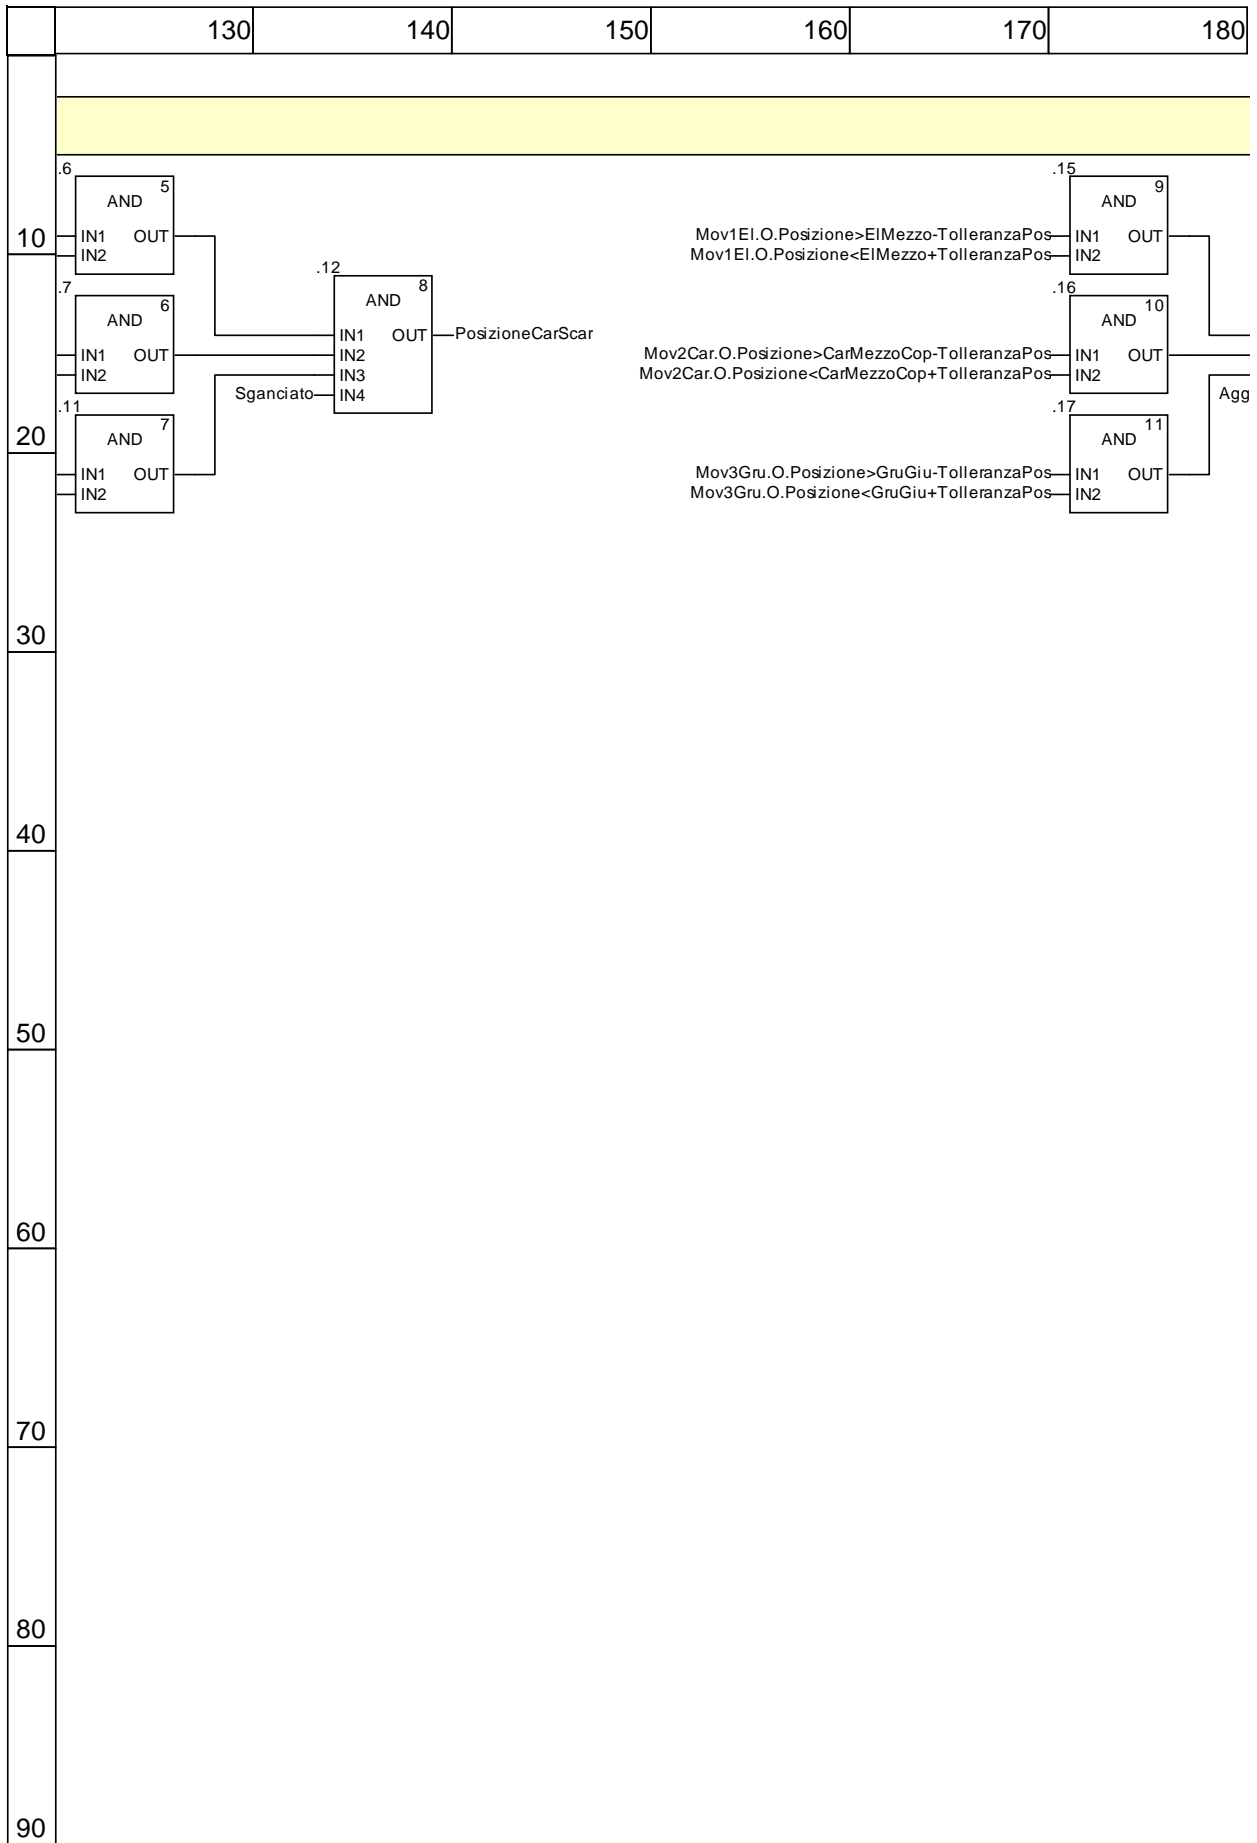 130 140 150 160 170 180
.6 .15
5 9
AND AND
10 IN1 OUT Mov1El.O.Posizione>ElMezzo-TolleranzaPos IN1 OUT
IN2 Mov1El.O.Posizione<ElMezzo+TolleranzaPos IN2
.12
8
AND
.7 .16
6 10
AND AND
IN1 OUT PosizioneCarScar
IN1 OUT IN2 Mov2Car.O.Posizione>CarMezzoCop-TolleranzaPos IN1 OUT
IN2 IN3 Mov2Car.O.Posizione<CarMezzoCop+TolleranzaPos IN2
Sganciato IN4 Agg
.11 .17
7 11
20 AND AND
IN1 OUT Mov3Gru.O.Posizione>GruGiu-TolleranzaPos IN1 OUT
IN2 Mov3Gru.O.Posizione<GruGiu+TolleranzaPos IN2
30
40
50
60
70
80
90